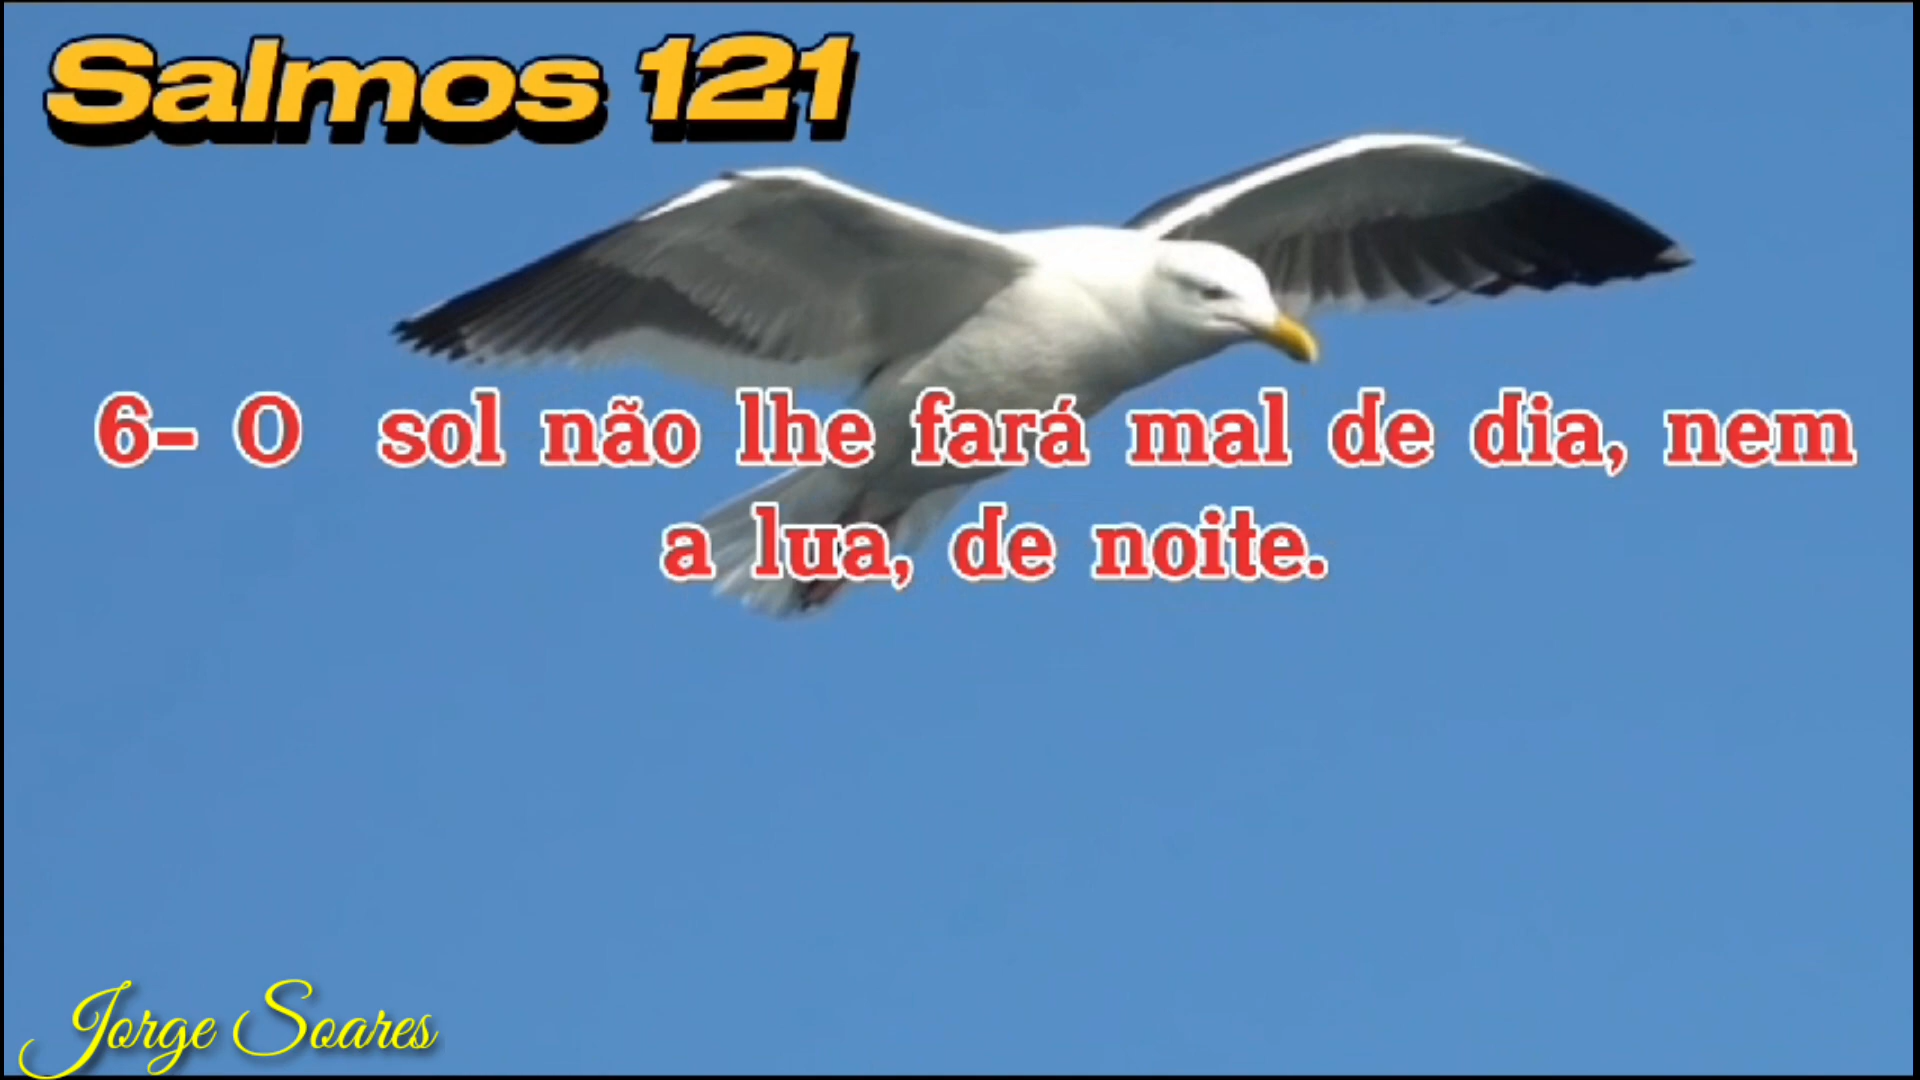 Salmos 121
6- O sol não lhe fará mal de dia, nem
a lua, de noite.
Jorge Soares